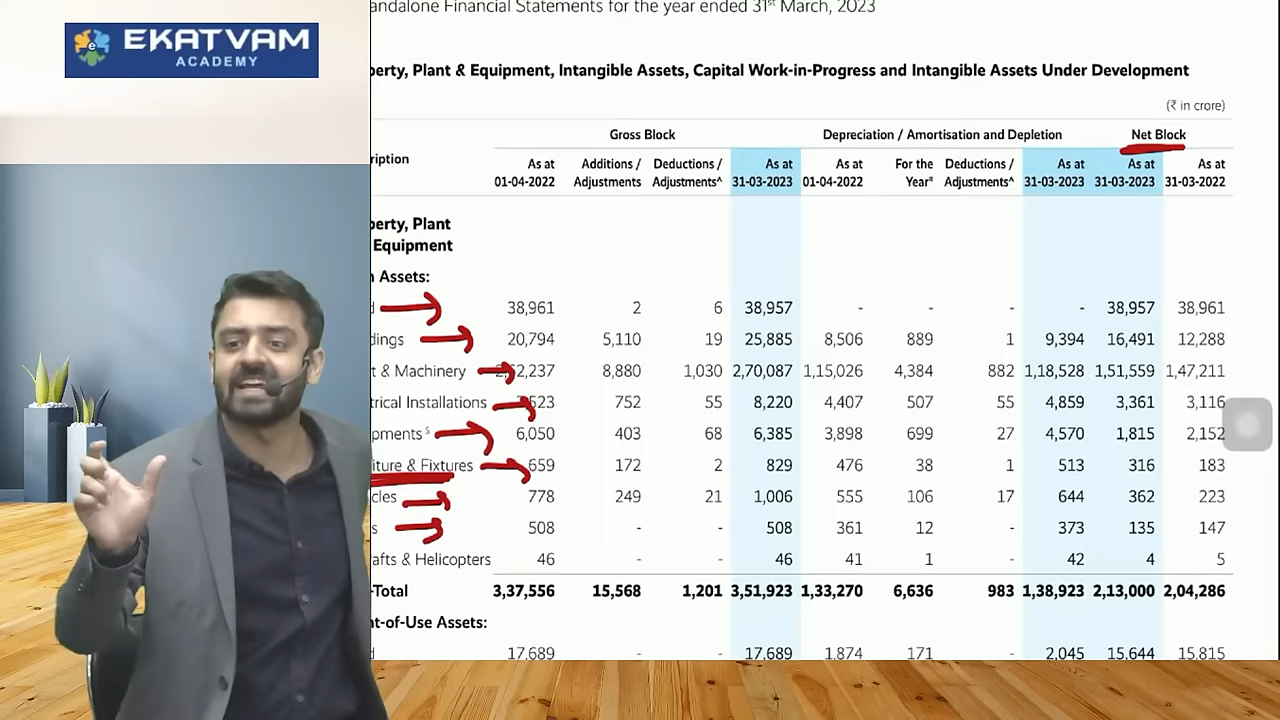 EKATVAM
ACADEMY
andalone Financial Statements for the year ended 31st March, 2023
perty, Plant & Equipment, Intangible Assets, Capital Work-in-Progress and Intangible Assets Under Development
(₹ in crore)
Gross Block Depreciation / Amortisation and Depletion Net Block
ription As at 01-04-2022 Additions / Adjustments Deductions / Adjustments^ As at 31-03-2023 As at 01-04-2022 For the Year# Deductions / Adjustments^ As at 31-03-2023 As at 31-03-2023 As at 31-03-2022
perty, Plant
Equipment
n Assets:
d 38,961 2 6 38,957 - - - - 38,957 38,961
dings 20,794 5,110 19 25,885 8,506 889 1 9,394 16,491 12,288
t & Machinery 2,62,237 8,880 1,030 2,70,087 1,15,026 4,384 882 1,18,528 1,51,559 1,47,211
trical Installations 7,523 752 55 8,220 4,407 507 55 4,859 3,361 3,116
pments$ 6,050 403 68 6,385 3,898 699 27 4,570 1,815 2,152
iture & Fixtures 659 172 2 829 476 38 1 513 316 183
cles 778 249 21 1,006 555 106 17 644 362 223
s 508 - - 508 361 12 - 373 135 147
rafts & Helicopters 46 - - 46 41 1 - 42 4 5
-Total 3,37,556 15,568 1,201 3,51,923 1,33,270 6,636 983 1,38,923 2,13,000 2,04,286
nt-of-Use Assets:
d 17,689 - - 17,689 1,874 171 - 2,045 15,644 15,815